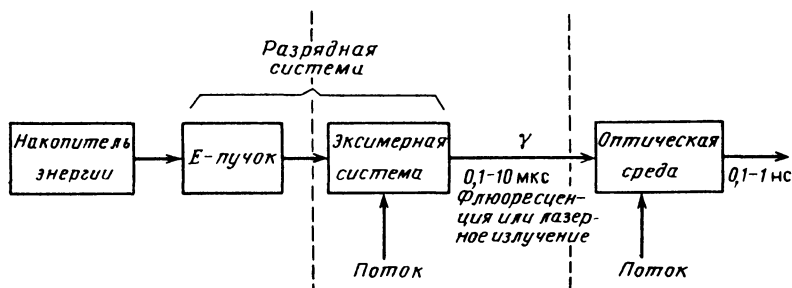 Разрядная
система
Накопитель
энергии
Е-пучок
Эксимерная
система
γ
0,1-10 мкс
Флюоресцен-
ция или лазер-
ное излучение
Оптическая
среда
0,1-1 нс
Поток
Поток